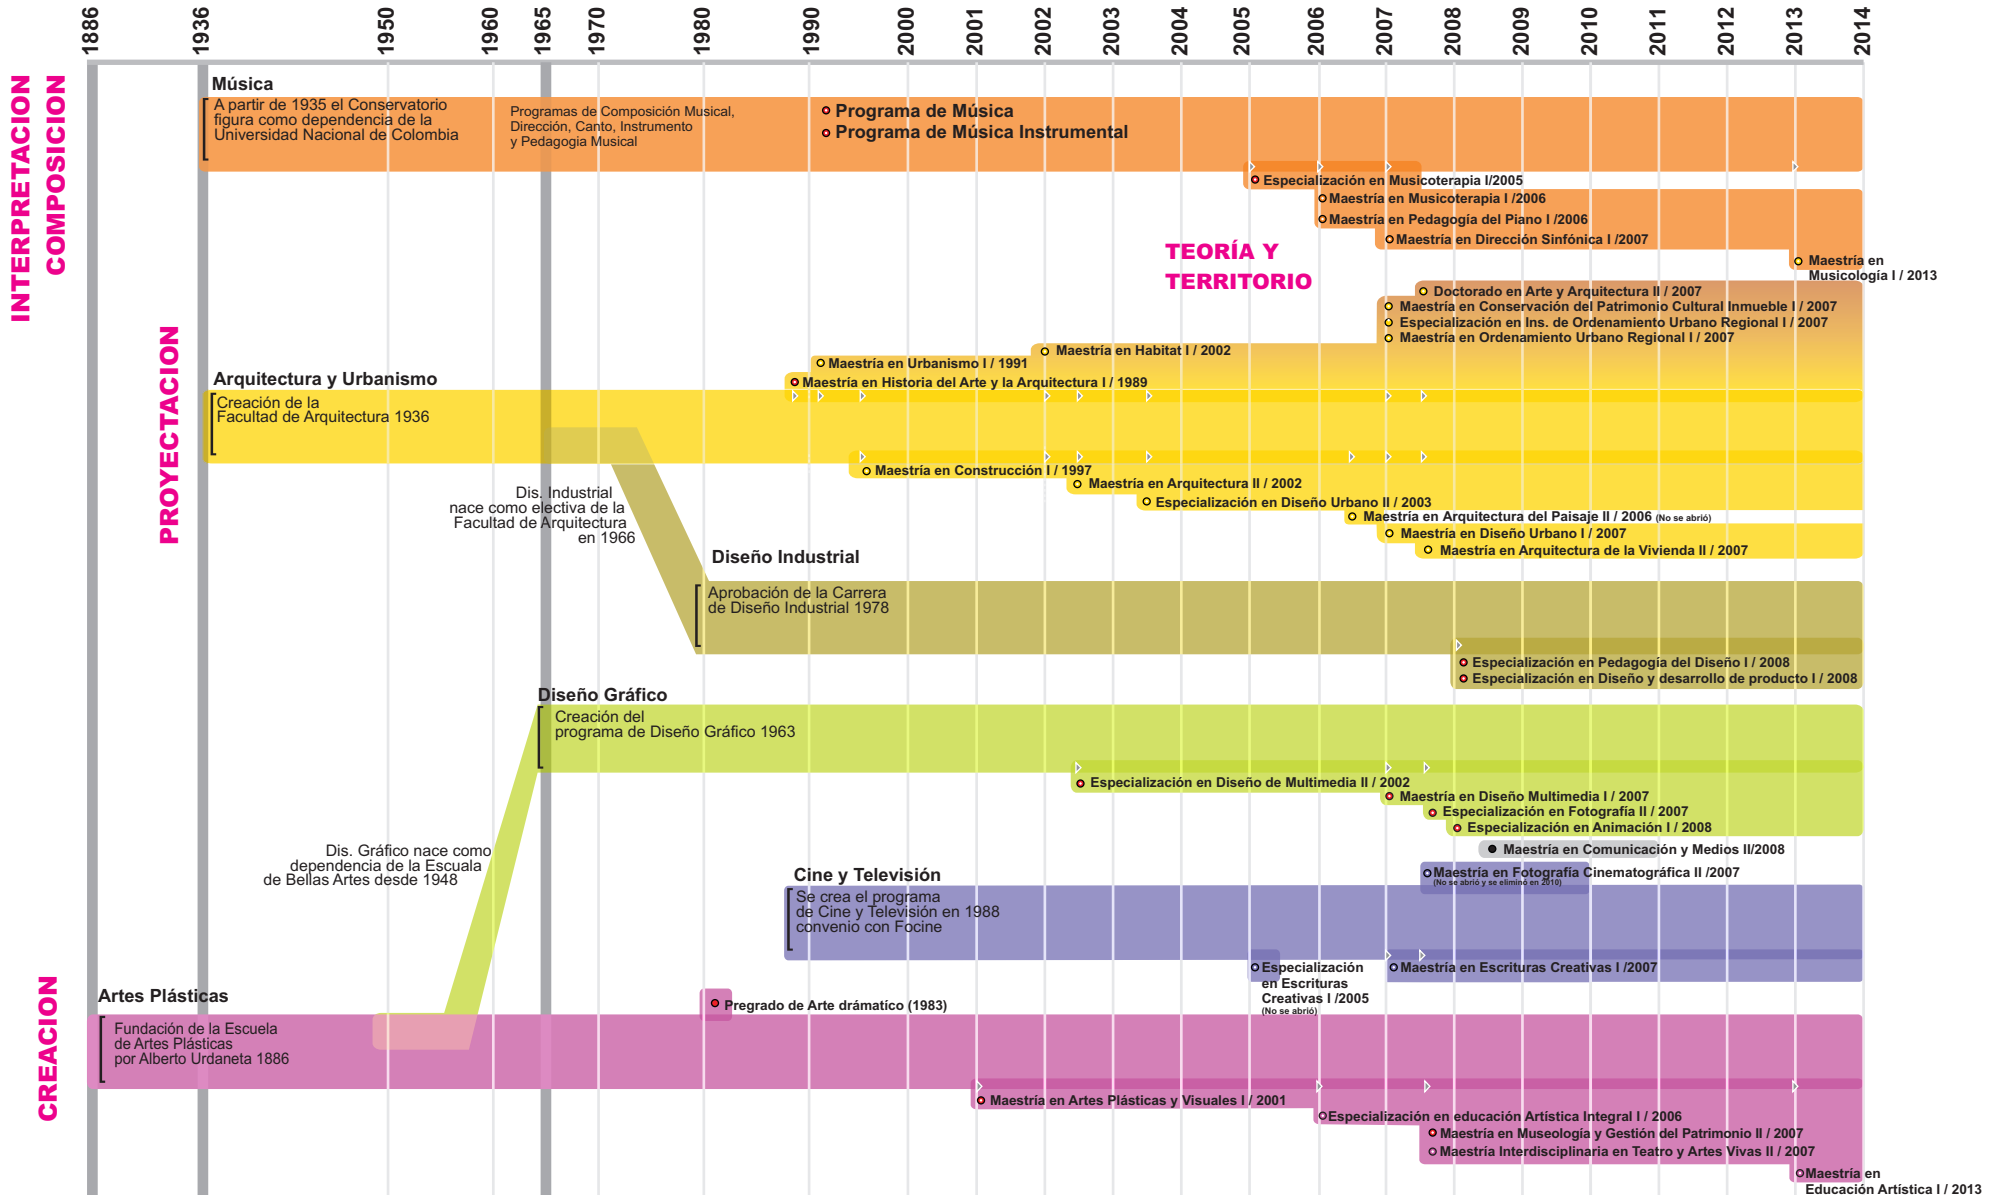 1886 1936 1950 1960 1965 1970 1980 1990 2000 2001 2002 2003 2004 2005 2006 2007 2008 2009 2010 2011 2012 2013 2014
INTERPRETACION
COMPOSICION
Música
A partir de 1935 el Conservatorio
figura como dependencia de la
Universidad Nacional de Colombia
Programas de Composición Musical,
Dirección, Canto, Instrumento
y Pedagogia Musical
Programa de Música
Programa de Música Instrumental
Especialización en Musicoterapia I/2005
Maestría en Musicoterapia I /2006
Maestría en Pedagogía del Piano I /2006
Maestría en Dirección Sinfónica I /2007
Maestría en
Musicología I / 2013
TEORÍA Y
TERRITORIO
PROYECTACION
Doctorado en Arte y Arquitectura II / 2007
Maestría en Conservación del Patrimonio Cultural Inmueble I / 2007
Especialización en Ins. de Ordenamiento Urbano Regional I / 2007
Maestría en Ordenamiento Urbano Regional I / 2007
Maestría en Habitat I / 2002
Maestría en Urbanismo I / 1991
Maestría en Historia del Arte y la Arquitectura I / 1989
Arquitectura y Urbanismo
Creación de la
Facultad de Arquitectura 1936
Maestría en Construcción I / 1997
Maestría en Arquitectura II / 2002
Especialización en Diseño Urbano II / 2003
Maestría en Arquitectura del Paisaje II / 2006 (No se abrió)
Maestría en Diseño Urbano I / 2007
Maestría en Arquitectura de la Vivienda II / 2007
Dis. Industrial
nace como electiva de la
Facultad de Arquitectura
en 1966
Diseño Industrial
Aprobación de la Carrera
de Diseño Industrial 1978
Especialización en Pedagogía del Diseño I / 2008
Especialización en Diseño y desarrollo de producto I / 2008
Diseño Gráfico
Creación del
programa de Diseño Gráfico 1963
Especialización en Diseño de Multimedia II / 2002
Maestría en Diseño Multimedia I / 2007
Especialización en Fotografía II / 2007
Especialización en Animación I / 2008
Dis. Gráfico nace como
dependencia de la Escuala
de Bellas Artes desde 1948
Maestría en Comunicación y Medios II/2008
Maestría en Fotografía Cinematográfica II /2007
(No se abrió y se eliminó en 2010)
Cine y Televisión
Se crea el programa
de Cine y Televisión en 1988
convenio con Focine
Especialización
en Escrituras
Creativas I /2005
(No se abrió)
Maestría en Escrituras Creativas I /2007
CREACION
Artes Plásticas
Fundación de la Escuela
de Artes Plásticas
por Alberto Urdaneta 1886
Pregrado de Arte drámatíco (1983)
Maestría en Artes Plásticas y Visuales I / 2001
Especialización en educación Artística Integral I / 2006
Maestría en Museología y Gestión del Patrimonio II / 2007
Maestría Interdisciplinaria en Teatro y Artes Vivas II / 2007
Maestría en
Educación Artística I / 2013